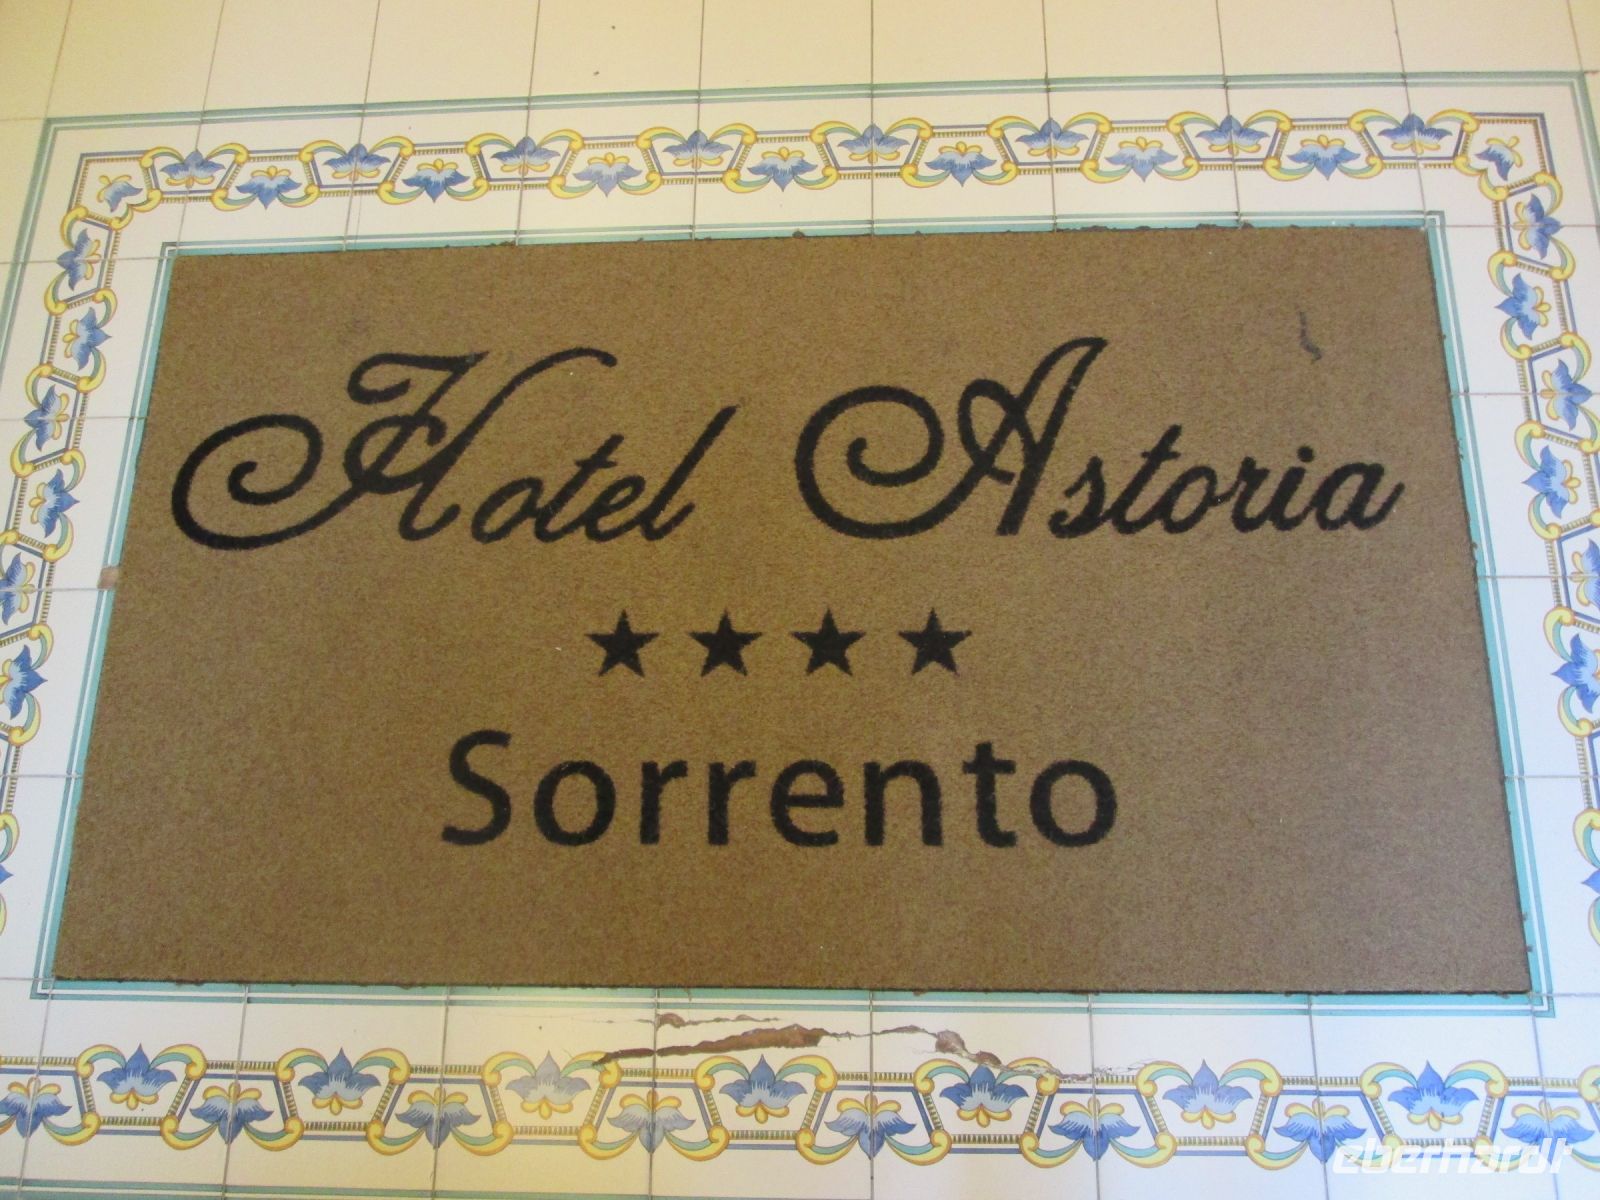 Hotel Astoria
★★★★
Sorrento
eberhardt